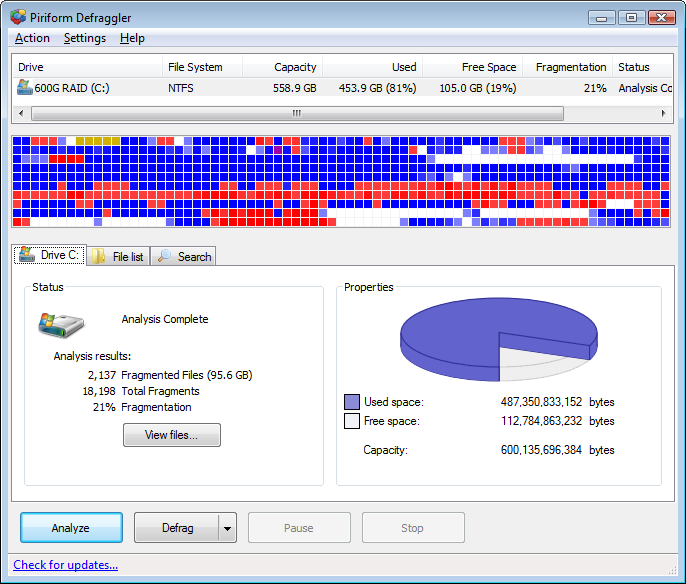 Piriform Defraggler
Action Settings Help
Drive File System Capacity Used Free Space Fragmentation Status
600G RAID (C:) NTFS 558.9 GB 453.9 GB (81%) 105.0 GB (19%) 21% Analysis Co
Drive C: File list Search
Status
Analysis Complete
Analysis results:
2,137 Fragmented Files (95.6 GB)
18,198 Total Fragments
21% Fragmentation
View files...
Properties
Used space: 487,350,833,152 bytes
Free space: 112,784,863,232 bytes
Capacity: 600,135,696,384 bytes
Analyze Defrag Pause Stop
Check for updates...